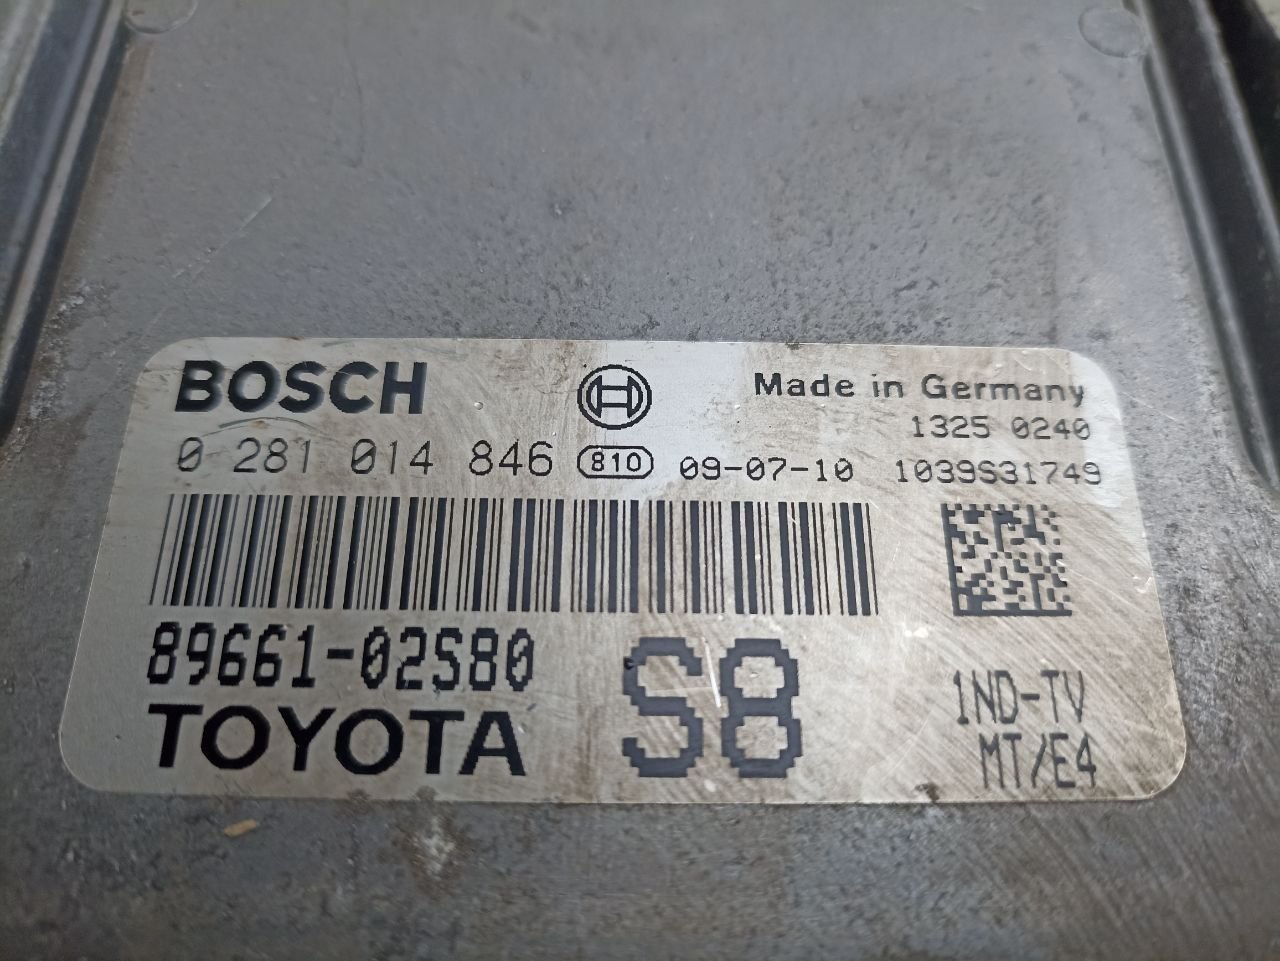 BOSCH
Made in Germany
1325 0240
0 281 014 846 810 09-07-10 1039S31749
89661-02S80
S8
TOYOTA
1ND-TV
MT/E4